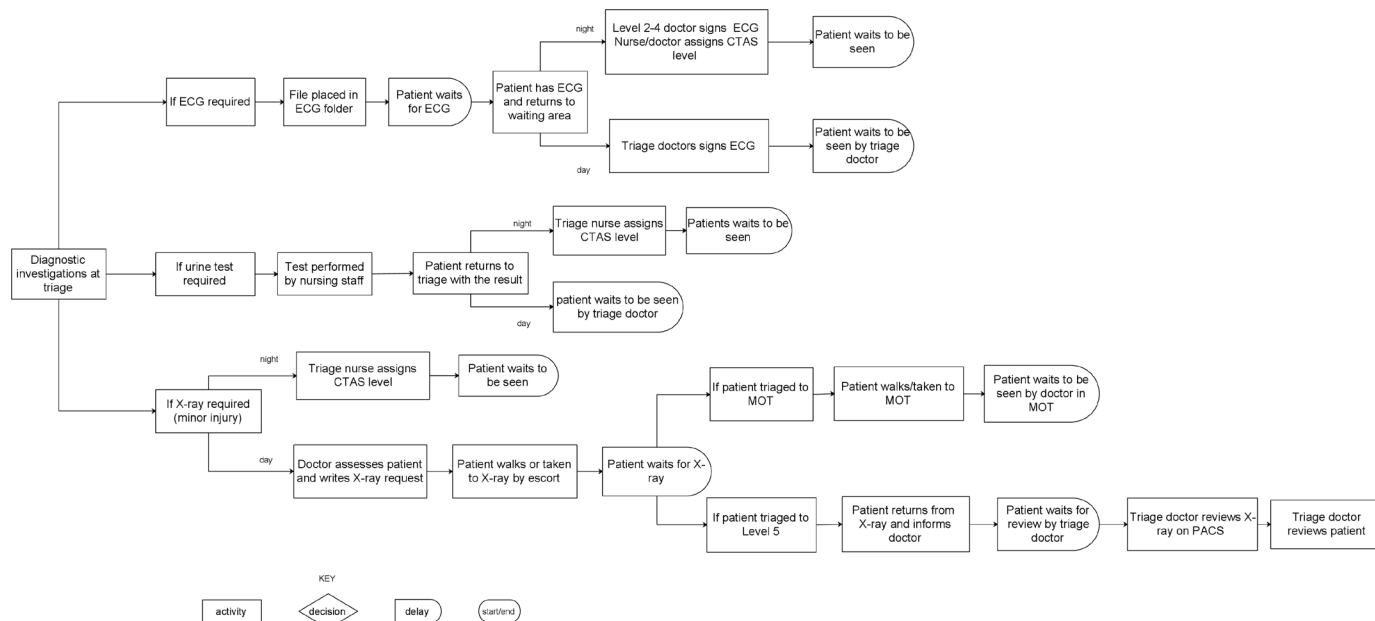 night
Level 2-4 doctor signs  ECG
Nurse/doctor assigns CTAS
level
Patient waits to be
seen
If ECG required
File placed in
ECG folder
Patient waits
for ECG
Patient has ECG
and returns to
waiting area
Triage doctors signs ECG
Patient waits to be
seen by triage
doctor
day
Diagnostic
investigations at
triage
If urine test
required
Test performed
by nursing staff
Patient returns to
triage with the result
night
Triage nurse assigns
CTAS level
Patients waits to be
seen
patient waits to be seen
by triage doctor
day
If X-ray required
(minor injury)
night
Triage nurse assigns
CTAS level
Patient waits to
be seen
day
Doctor assesses patient
and writes X-ray request
Patient walks or taken
to X-ray by escort
Patient waits for X-
ray
If patient triaged to
MOT
Patient walks/taken to
MOT
Patient waits to be
seen by doctor in
MOT
If patient triaged to
Level 5
Patient returns from
X-ray and informs
doctor
Patient waits for
review by triage
doctor
Triage doctor reviews X-
ray on PACS
Triage doctor
reviews patient
KEY
activity
decision
delay
start/end